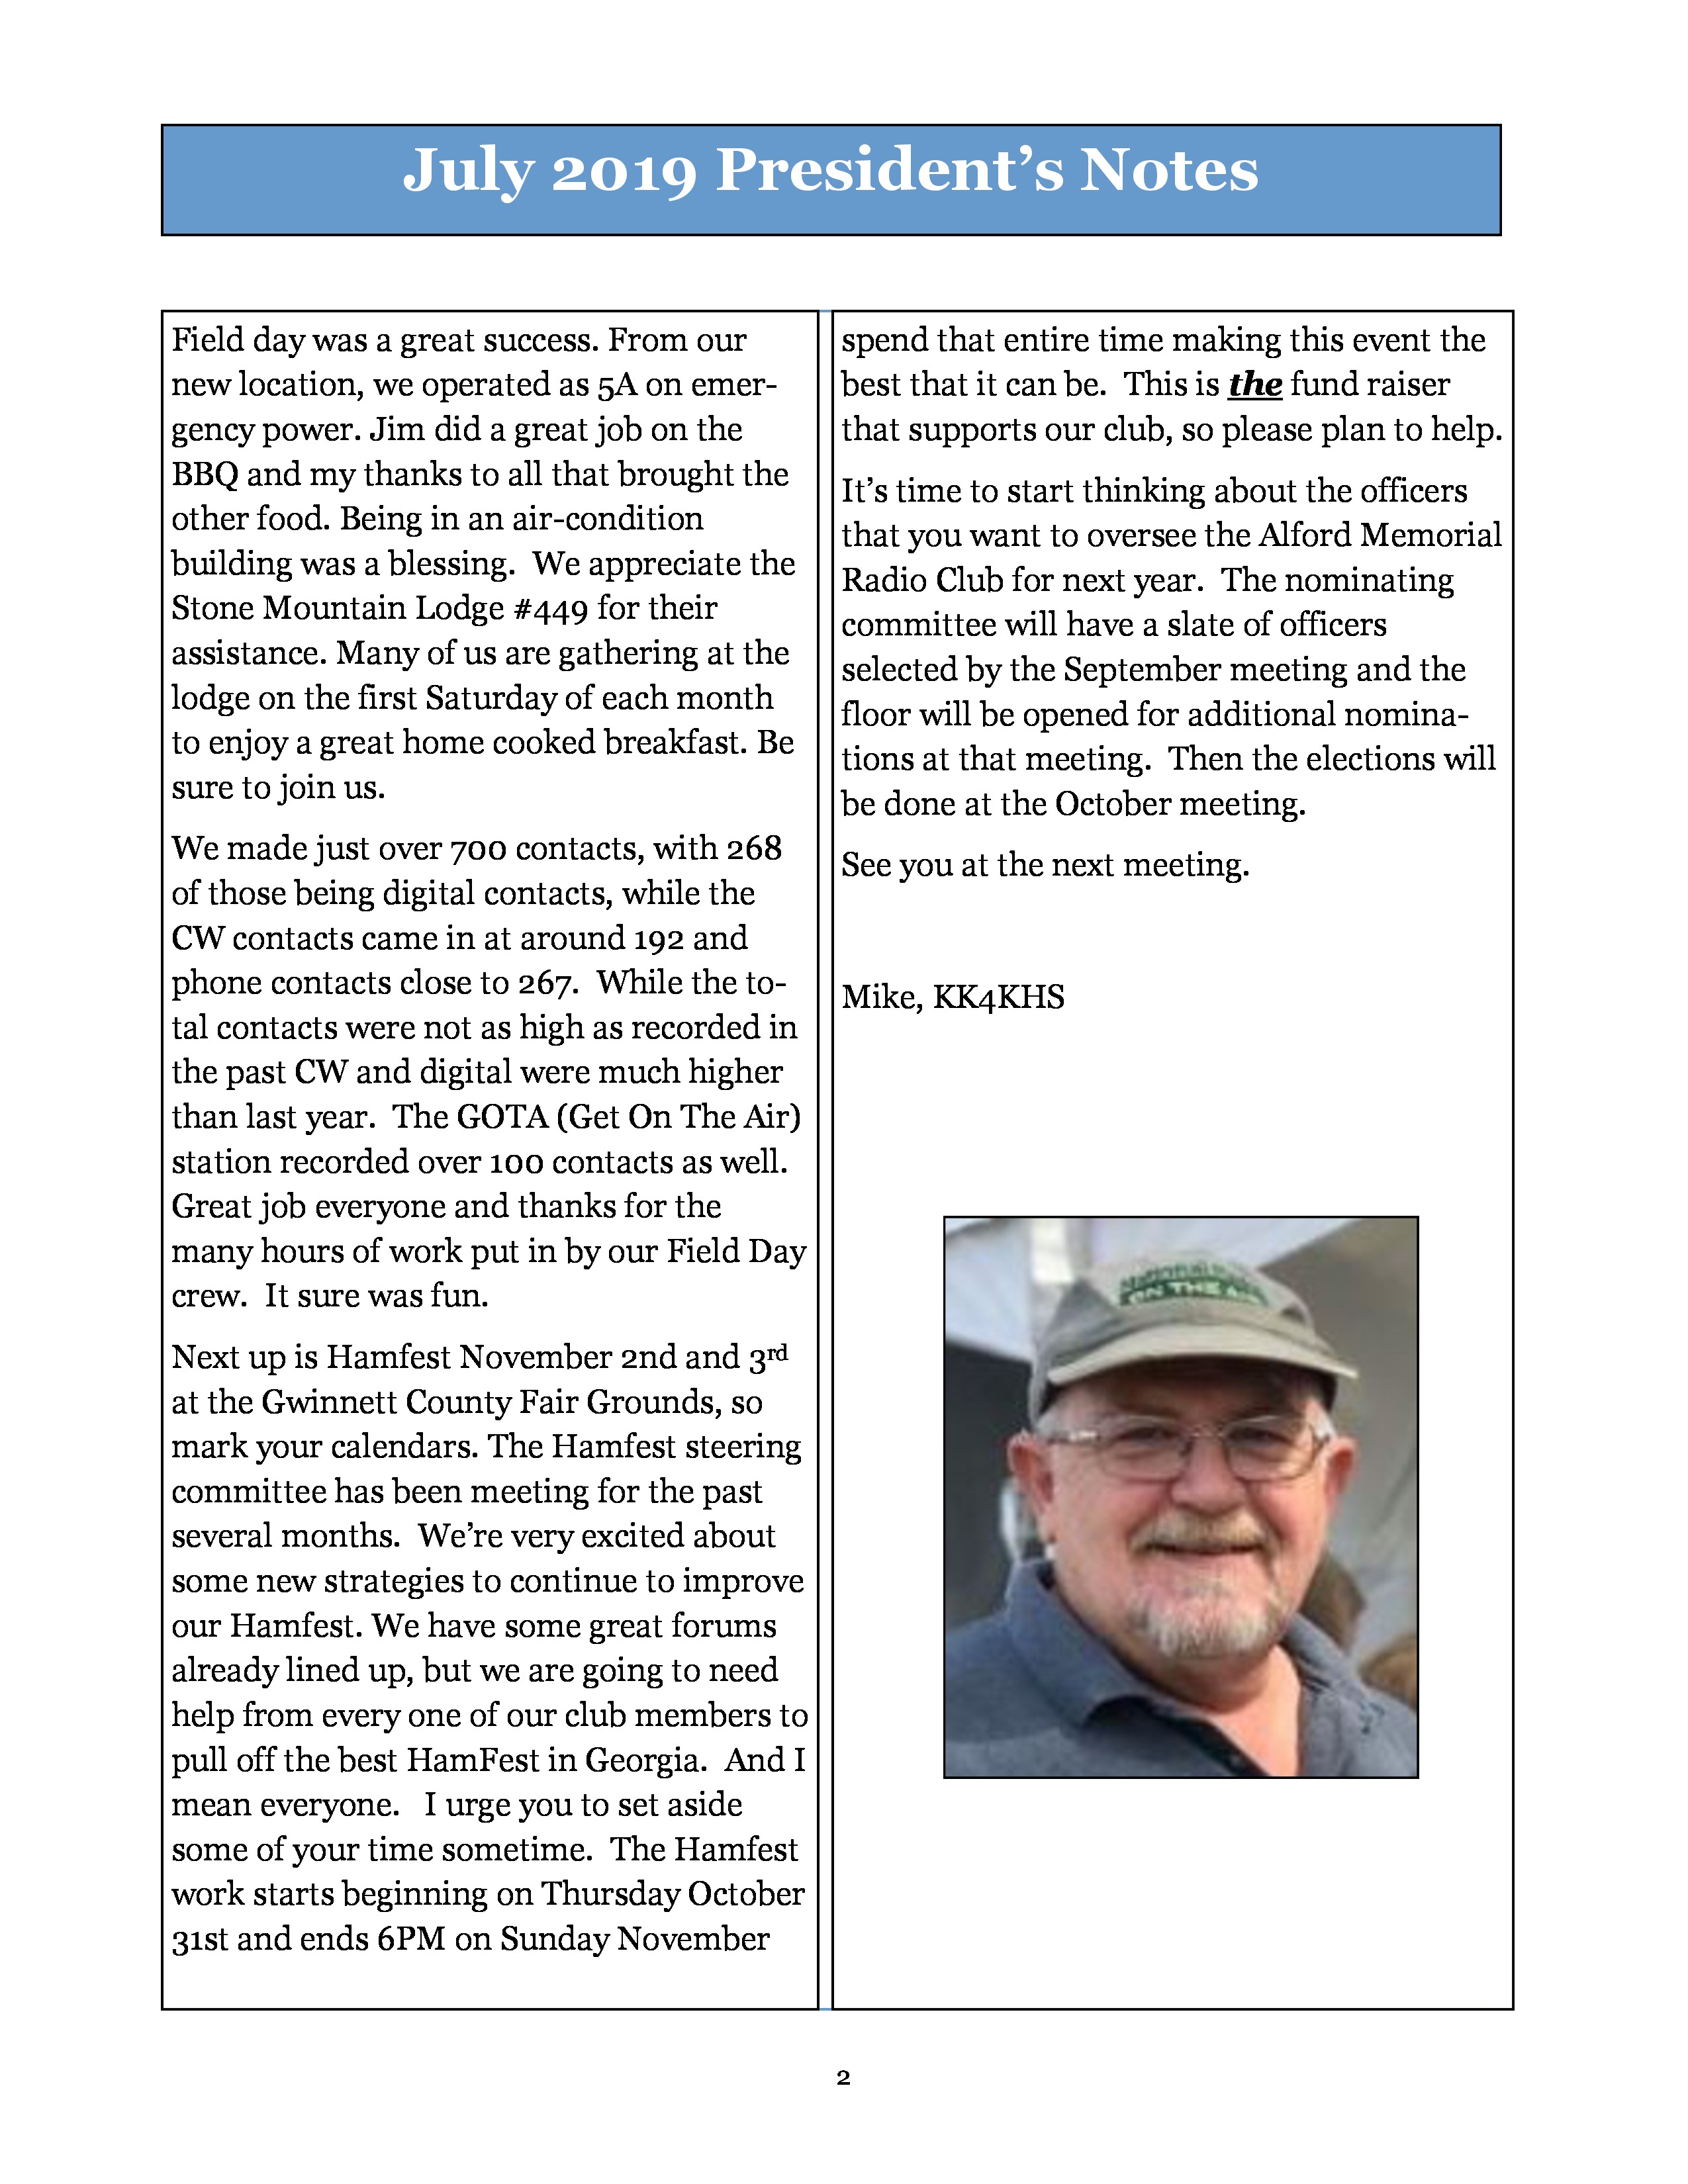 July 2019 President’s Notes
Field day was a great success. From our
new location, we operated as 5A on emer-
gency power. Jim did a great job on the
BBQ and my thanks to all that brought the
other food. Being in an air-condition
building was a blessing.  We appreciate the
Stone Mountain Lodge #449 for their
assistance. Many of us are gathering at the
lodge on the first Saturday of each month
to enjoy a great home cooked breakfast. Be
sure to join us.
We made just over 700 contacts, with 268
of those being digital contacts, while the
CW contacts came in at around 192 and
phone contacts close to 267.  While the to-
tal contacts were not as high as recorded in
the past CW and digital were much higher
than last year.  The GOTA (Get On The Air)
station recorded over 100 contacts as well.
Great job everyone and thanks for the
many hours of work put in by our Field Day
crew.  It sure was fun.
Next up is Hamfest November 2nd and 3rd
at the Gwinnett County Fair Grounds, so
mark your calendars. The Hamfest steering
committee has been meeting for the past
several months.  We’re very excited about
some new strategies to continue to improve
our Hamfest. We have some great forums
already lined up, but we are going to need
help from every one of our club members to
pull off the best HamFest in Georgia.  And I
mean everyone.   I urge you to set aside
some of your time sometime.  The Hamfest
work starts beginning on Thursday October
31st and ends 6PM on Sunday November
spend that entire time making this event the
best that it can be.  This is the fund raiser
that supports our club, so please plan to help.
It’s time to start thinking about the officers
that you want to oversee the Alford Memorial
Radio Club for next year.  The nominating
committee will have a slate of officers
selected by the September meeting and the
floor will be opened for additional nomina-
tions at that meeting.  Then the elections will
be done at the October meeting.
See you at the next meeting.
Mike, KK4KHS
National
ON THE AIR
2